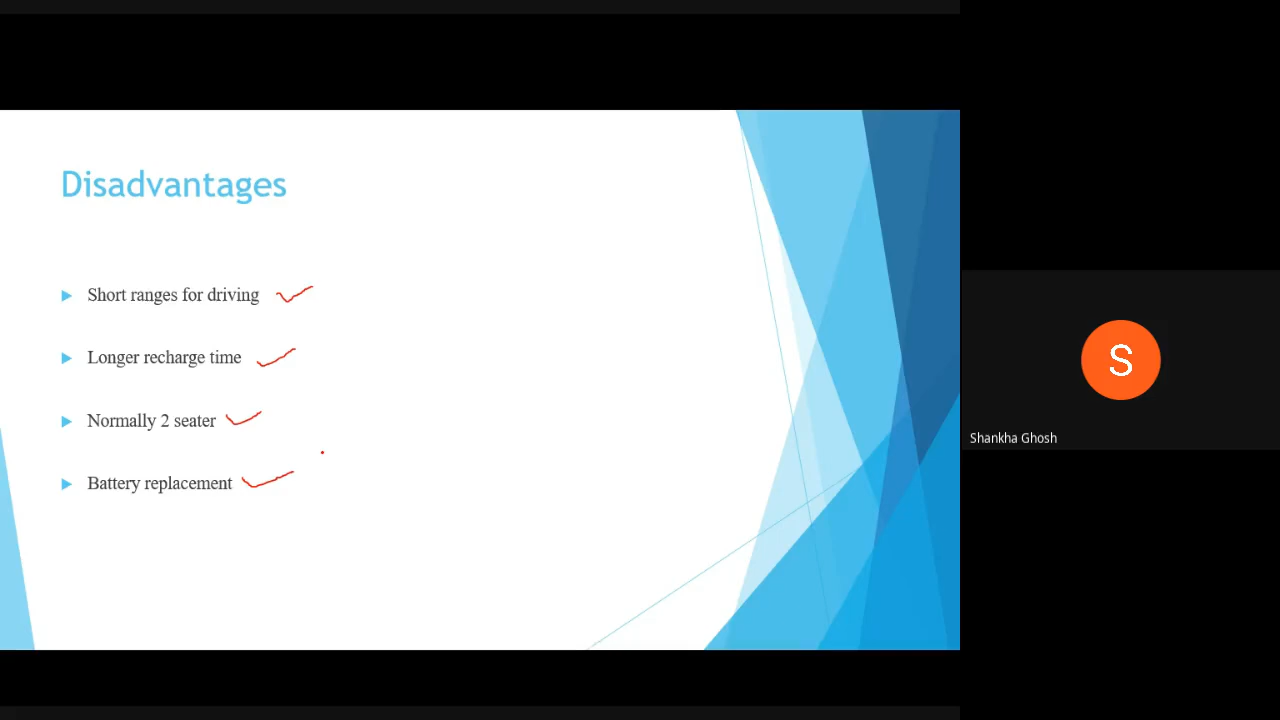 Disadvantages
Short ranges for driving
Longer recharge time
Normally 2 seater
Battery replacement
S
Shankha Ghosh